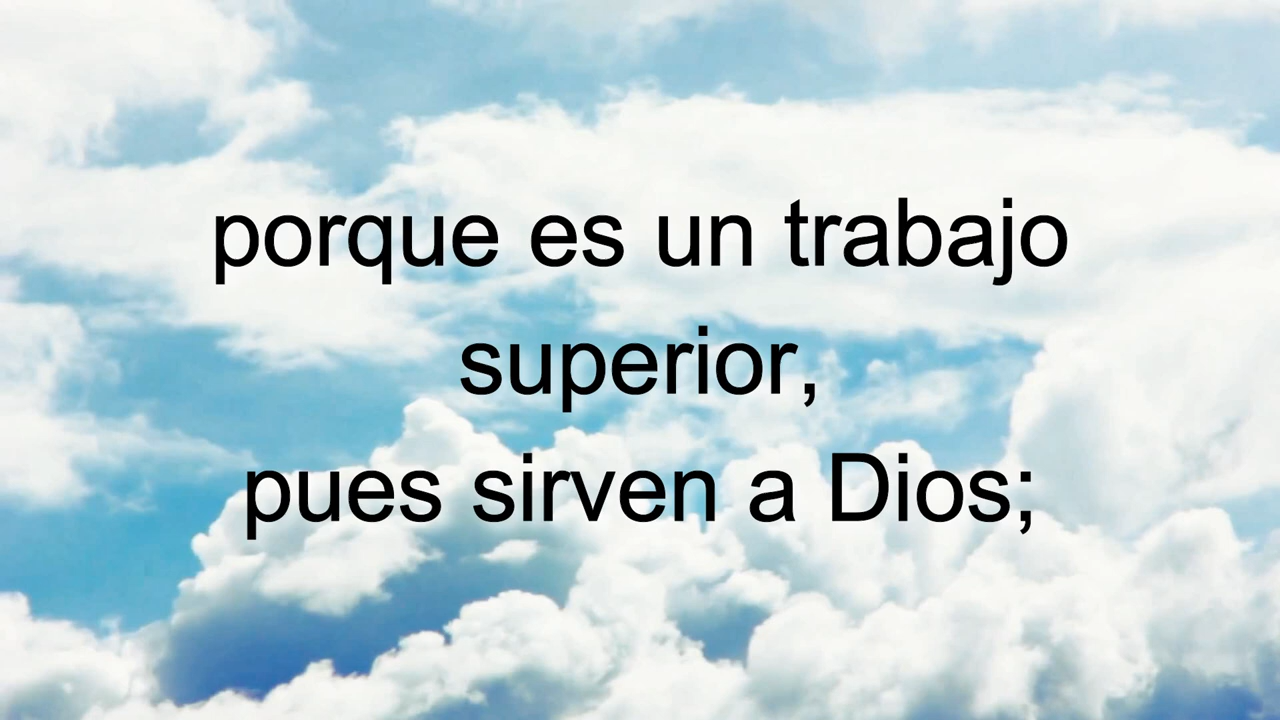 porque es un trabajo
superior,
pues sirven a Dios;